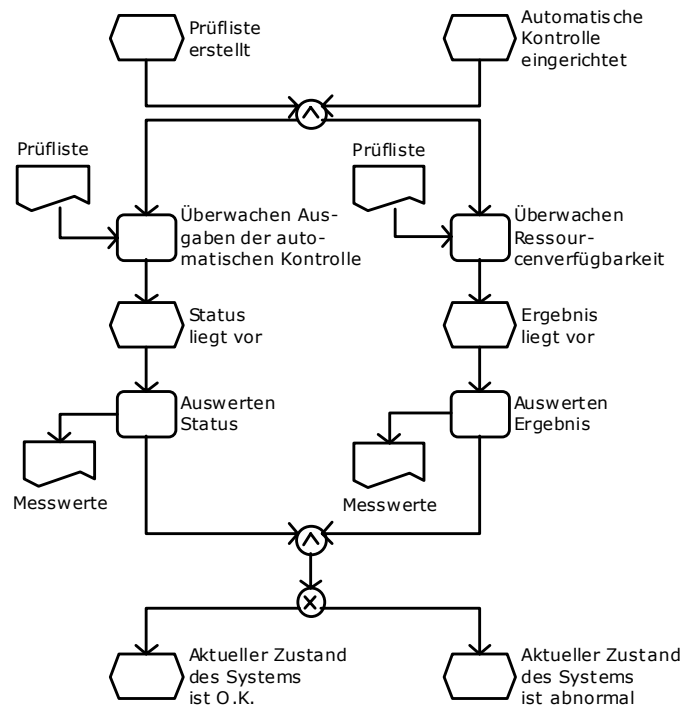 Prüfliste
erstellt
Automatische
Kontrolle
eingerichtet
Prüfliste
Überwachen Aus-
gaben der auto-
matischen Kontrolle
Prüfliste
Überwachen
Ressour-
cenverfügbarkeit
Status
liegt vor
Ergebnis
liegt vor
Auswerten
Status
Messwerte
Auswerten
Ergebnis
Messwerte
Aktueller Zustand
des Systems
ist O.K.
Aktueller Zustand
des Systems
ist abnormal